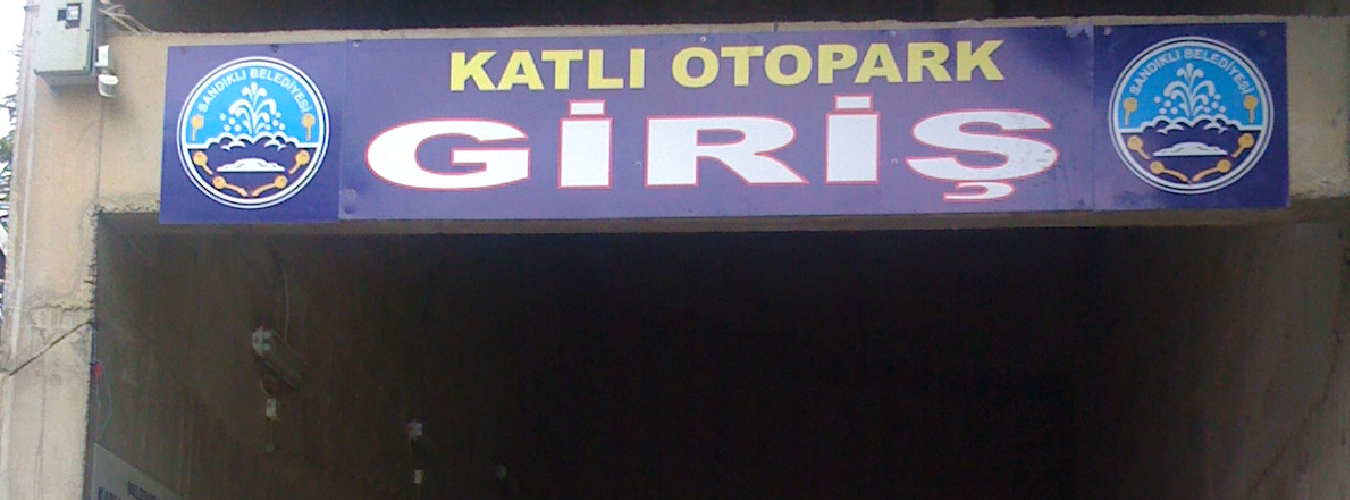 SANDIKLI BELEDİYESİ
KATLI OTOPARK
GİRİŞ
SANDIKLI BELEDİYESİ